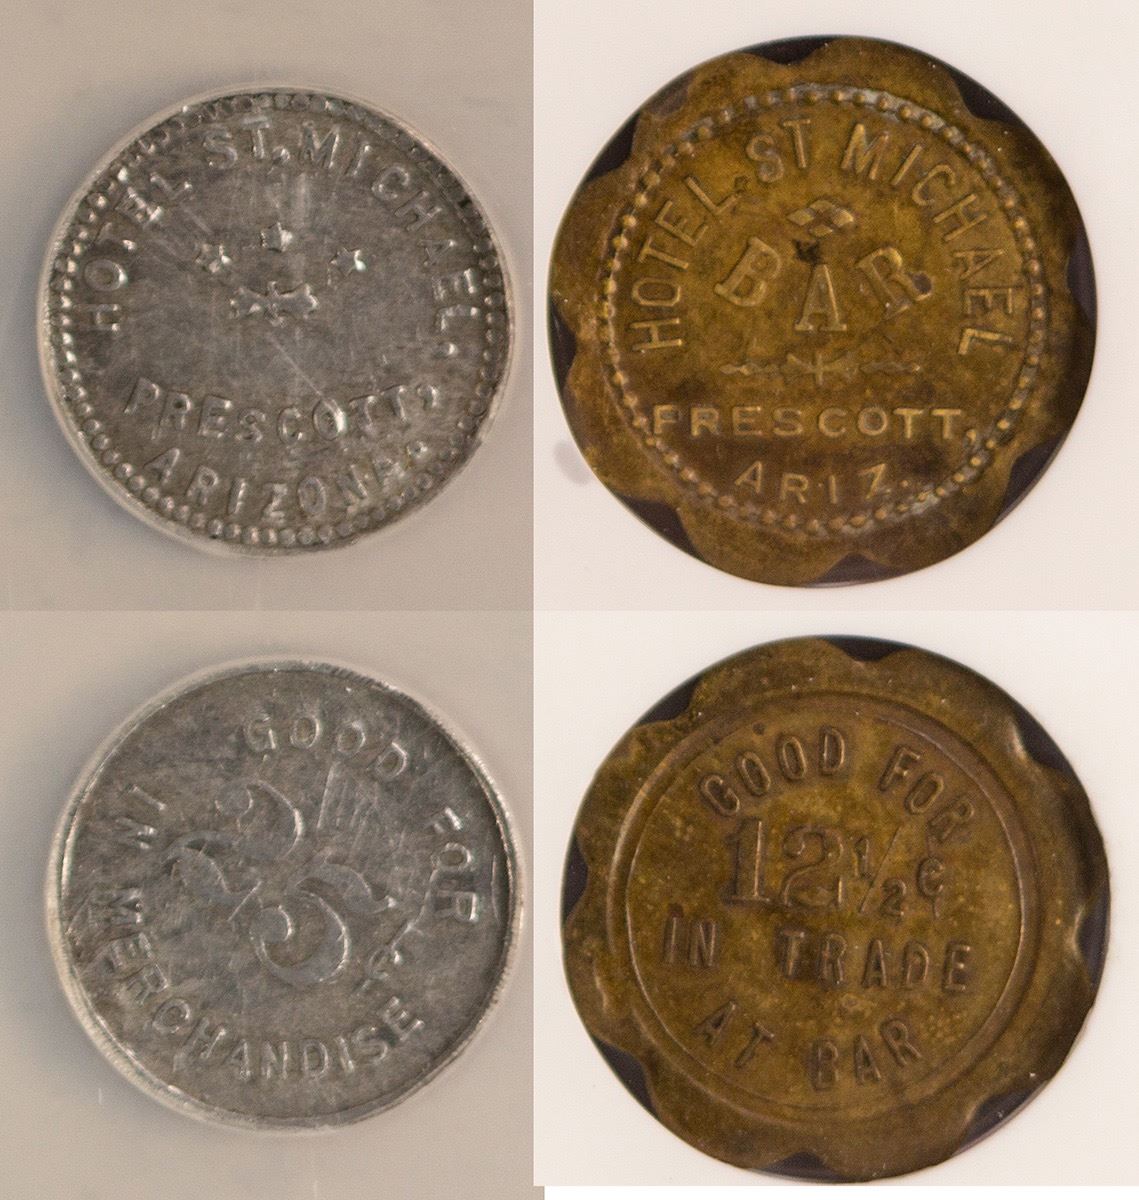 HOTEL ST. MICHAEL.
PRESCOTT,
ARIZONA.
HOTEL ST MICHAEL
BAR
PRESCOTT,
ARIZ.
GOOD FOR
IN MERCHANDISE
GOOD FOR
12½¢
IN TRADE
AT BAR